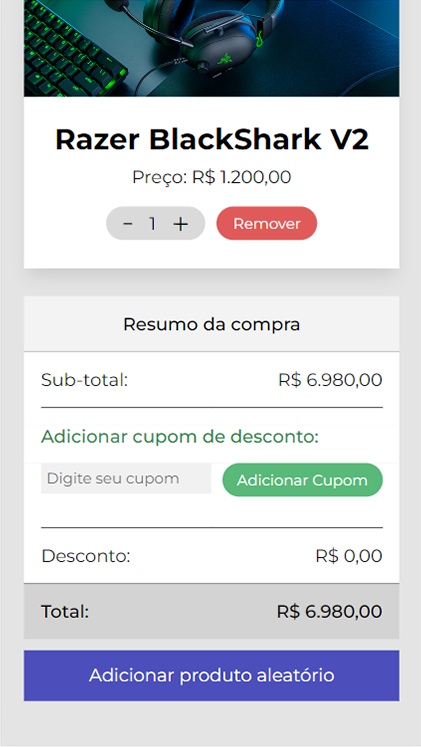 Razer BlackShark V2
Preço: R$ 1.200,00
- 1 + Remover
Resumo da compra
Sub-total: R$ 6.980,00
Adicionar cupom de desconto:
Digite seu cupom Adicionar Cupom
Desconto: R$ 0,00
Total: R$ 6.980,00
Adicionar produto aleatório